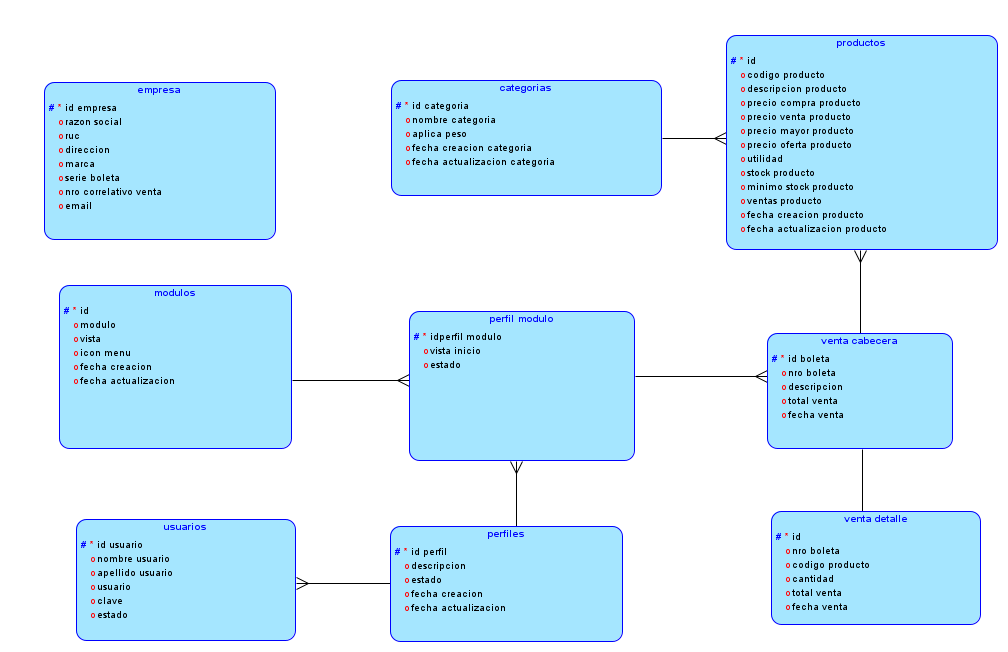 empresa
# * id empresa
o razon social
o ruc
o direccion
o marca
o serie boleta
o nro correlativo venta
o email
categorias
# * id categoria
o nombre categoria
o aplica peso
o fecha creacion categoria
o fecha actualizacion categoria
productos
# * id
o codigo producto
o descripcion producto
o precio compra producto
o precio venta producto
o precio mayor producto
o precio oferta producto
o utilidad
o stock producto
o minimo stock producto
o ventas producto
o fecha creacion producto
o fecha actualizacion producto
modulos
# * id
o modulo
o vista
o icon menu
o fecha creacion
o fecha actualizacion
perfil modulo
# * idperfil modulo
o vista inicio
o estado
venta cabecera
# * id boleta
o nro boleta
o descripcion
o total venta
o fecha venta
usuarios
# * id usuario
o nombre usuario
o apellido usuario
o usuario
o clave
o estado
perfiles
# * id perfil
o descripcion
o estado
o fecha creacion
o fecha actualizacion
venta detalle
# * id
o nro boleta
o codigo producto
o cantidad
o total venta
o fecha venta